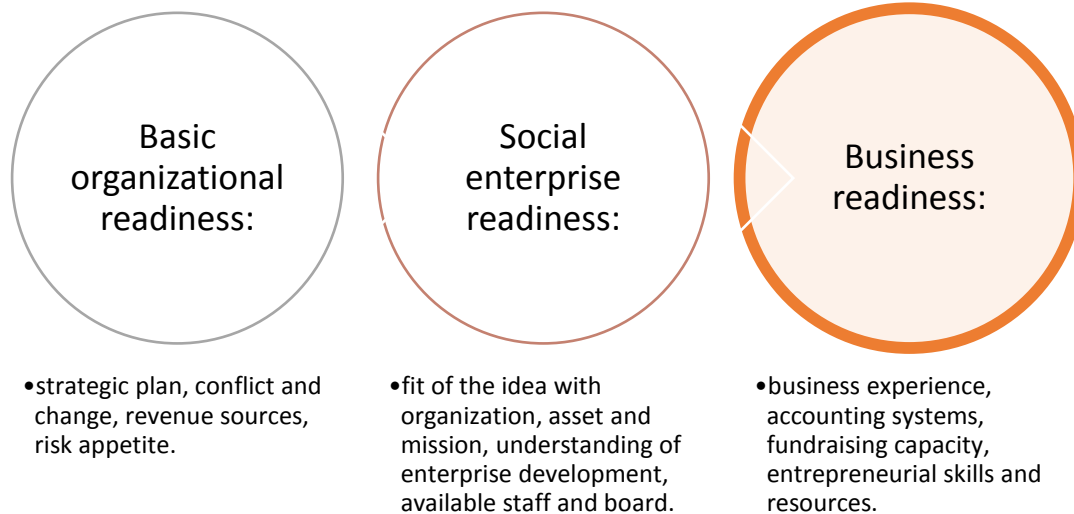 Basic
organizational
readiness:
•strategic plan, conflict and
change, revenue sources,
risk appetite.
Social
enterprise
readiness:
•fit of the idea with
organization, asset and
mission, understanding of
enterprise development,
available staff and board.
Business
readiness:
•business experience,
accounting systems,
fundraising capacity,
entrepreneurial skills and
resources.